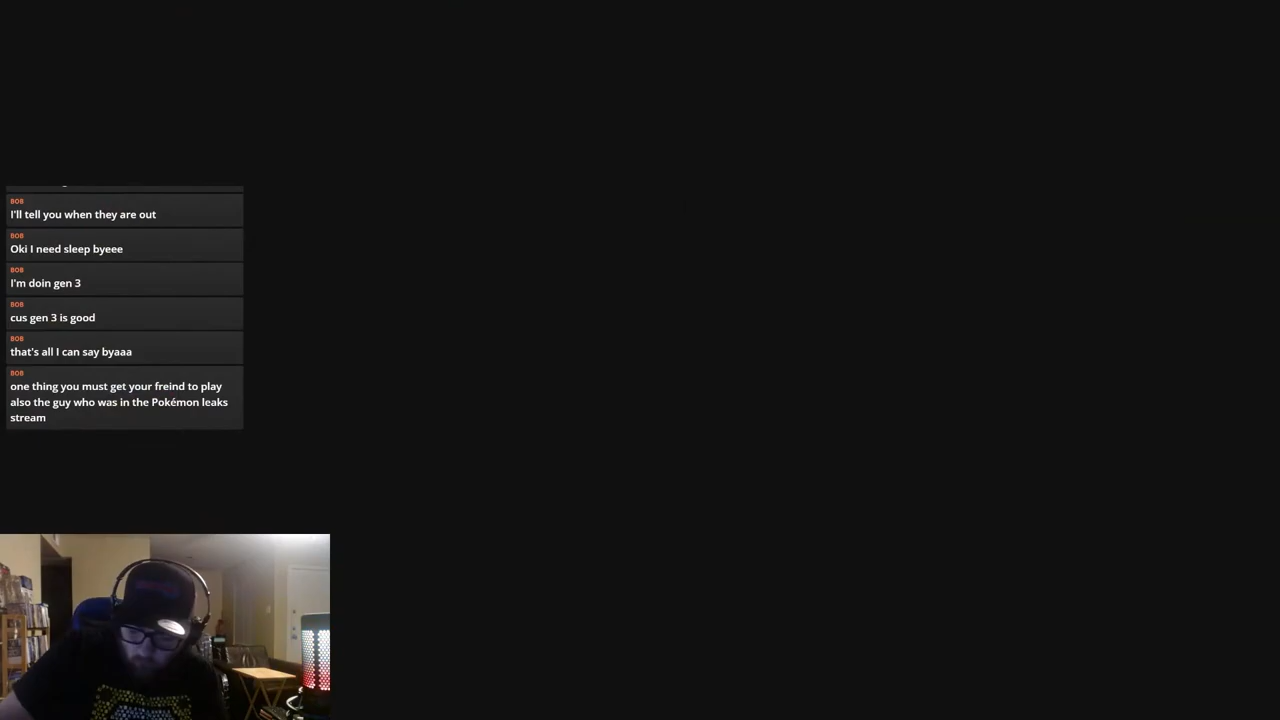 BOB
I'll tell you when they are out
BOB
Oki I need sleep byeee
BOB
I'm doin gen 3
BOB
cus gen 3 is good
BOB
that's all I can say byaaa
BOB
one thing you must get your freind to play
also the guy who was in the Pokémon leaks
stream